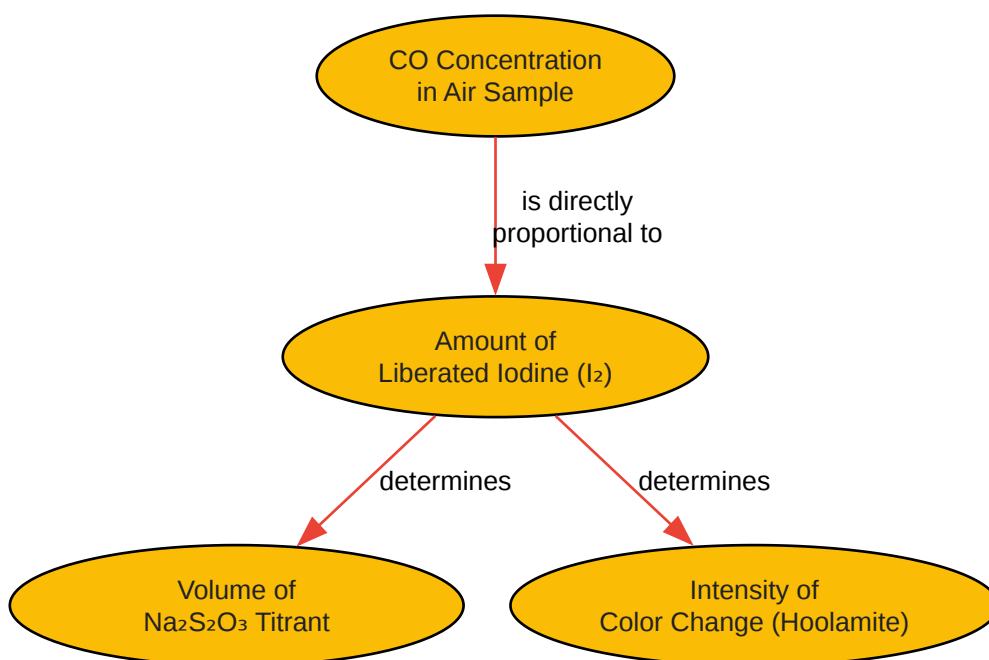 CO Concentration
in Air Sample
is directly
proportional to
Amount of
Liberated Iodine (I₂)
determines
determines
Volume of
Na₂S₂O₃ Titrant
Intensity of
Color Change (Hoolamite)